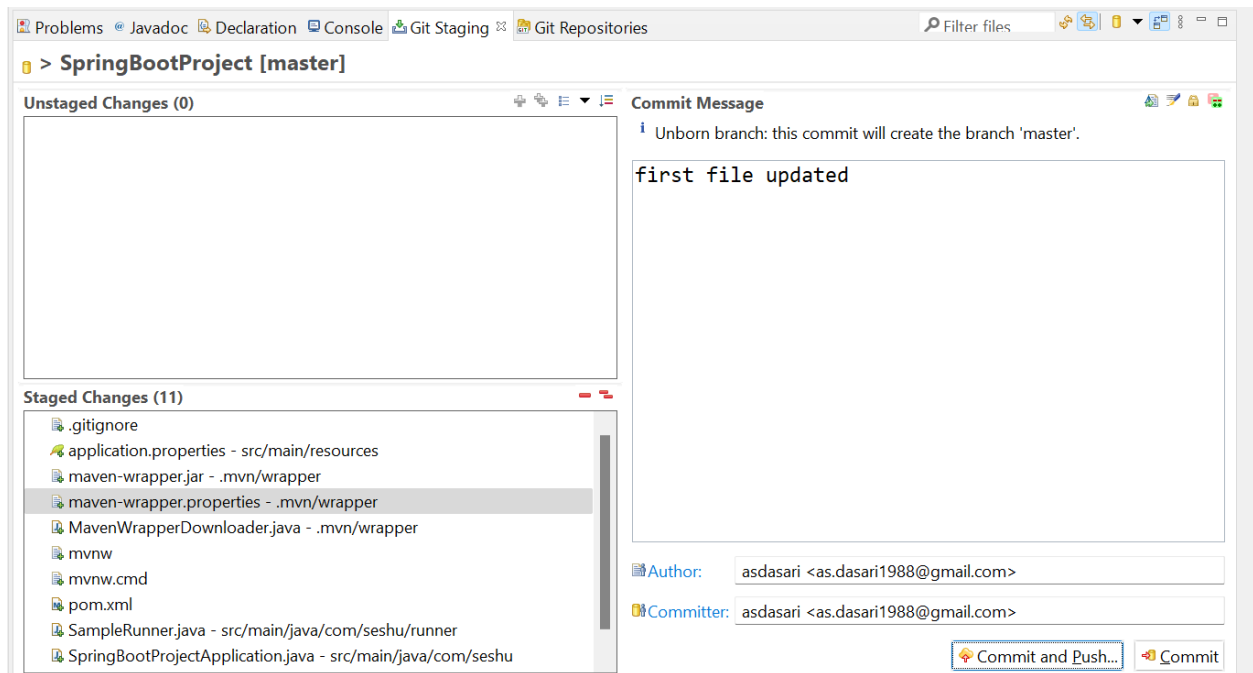 Problems @ Javadoc Declaration Console Git Staging Git Repositories Filter files
> SpringBootProject [master]
Unstaged Changes (0)
Commit Message
Unborn branch: this commit will create the branch 'master'.
first file updated
Staged Changes (11)
.gitignore
application.properties - src/main/resources
maven-wrapper.jar - .mvn/wrapper
maven-wrapper.properties - .mvn/wrapper
MavenWrapperDownloader.java - .mvn/wrapper
mvnw
mvnw.cmd
pom.xml
SampleRunner.java - src/main/java/com/seshu/runner
SpringBootProjectApplication.java - src/main/java/com/seshu
Author: asdasari <as.dasari1988@gmail.com>
Committer: asdasari <as.dasari1988@gmail.com>
Commit and Push... Commit